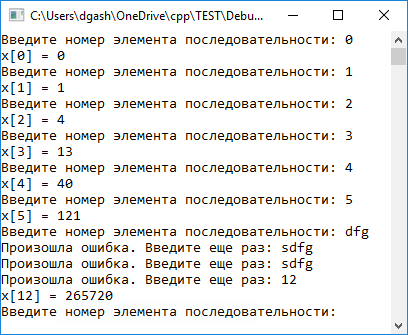 C:\Users\dgash\OneDrive\cpp\TEST\Debu...
Введите номер элемента последовательности: 0
x[0] = 0
Введите номер элемента последовательности: 1
x[1] = 1
Введите номер элемента последовательности: 2
x[2] = 4
Введите номер элемента последовательности: 3
x[3] = 13
Введите номер элемента последовательности: 4
x[4] = 40
Введите номер элемента последовательности: 5
x[5] = 121
Введите номер элемента последовательности: dfg
Произошла ошибка. Введите еще раз: sdfg
Произошла ошибка. Введите еще раз: sdfg
Произошла ошибка. Введите еще раз: 12
x[12] = 265720
Введите номер элемента последовательности: